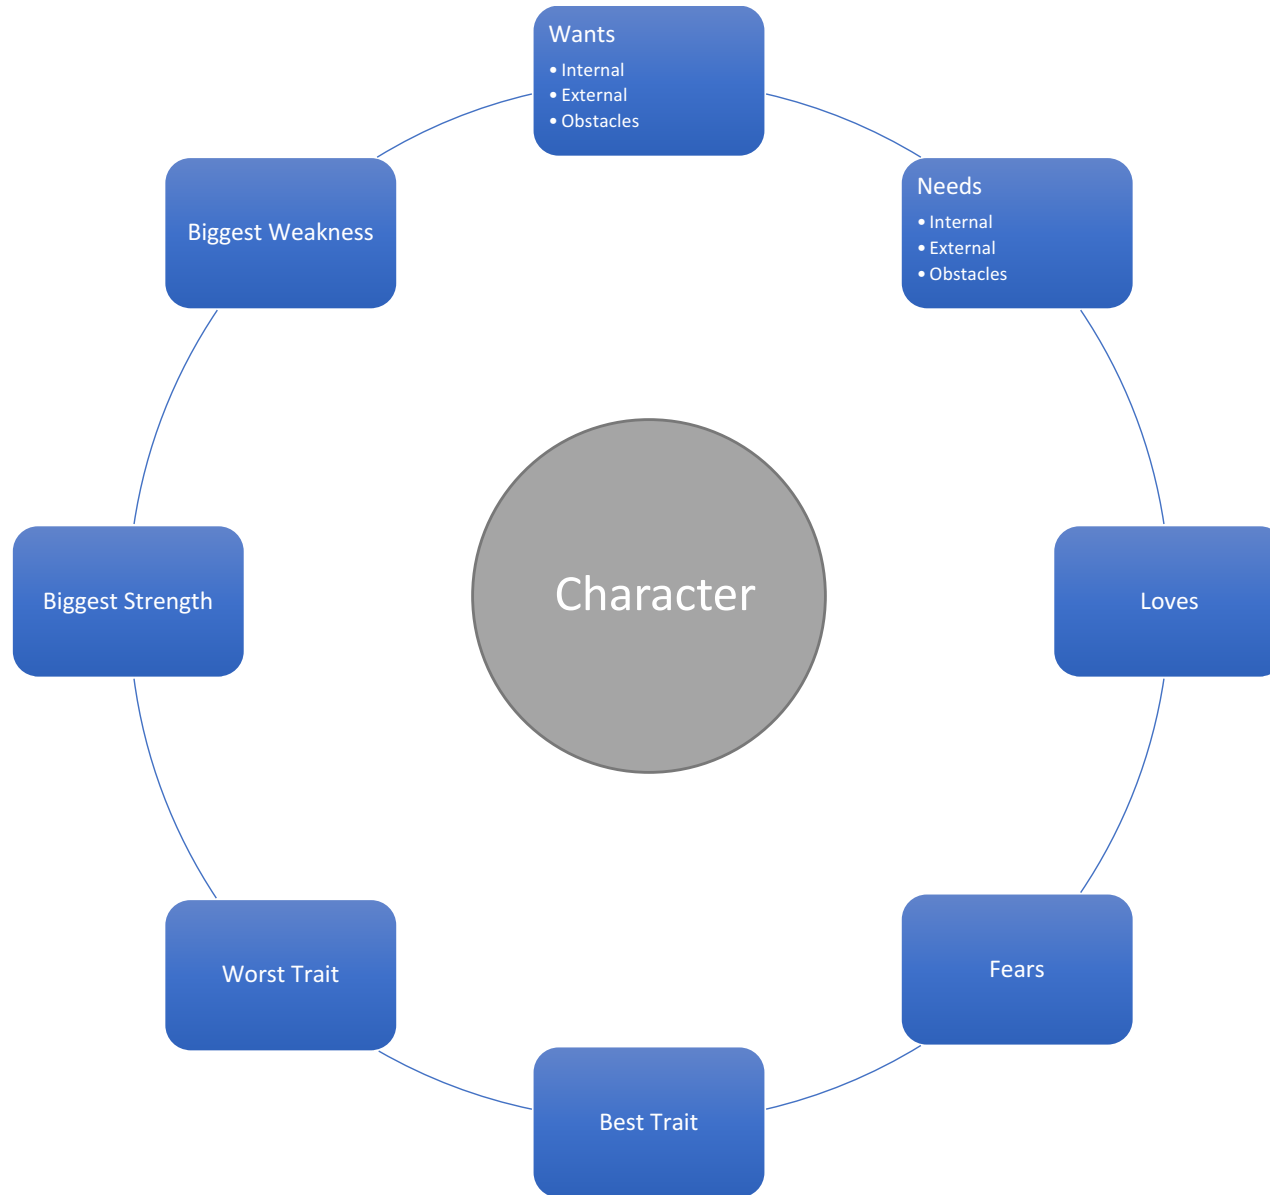 Wants
• Internal
• External
• Obstacles
Needs
• Internal
• External
• Obstacles
Biggest Weakness
Character
Biggest Strength
Loves
Worst Trait
Fears
Best Trait